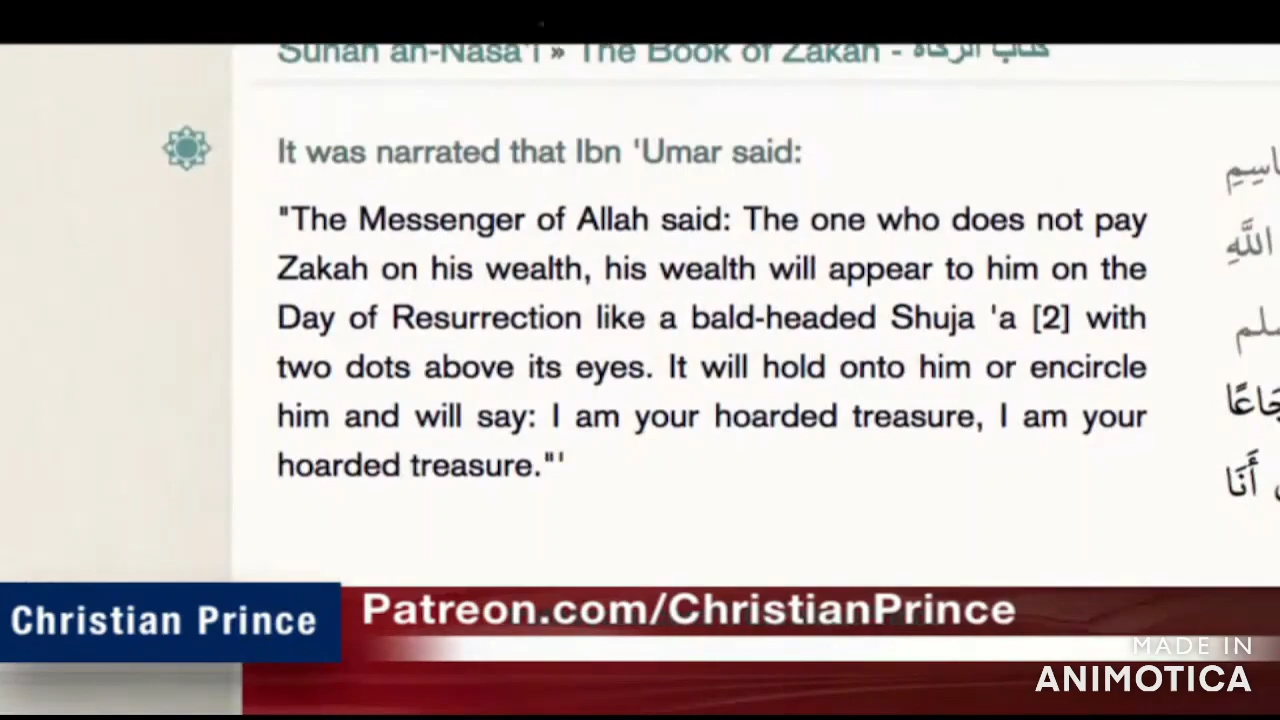 Sunan an-Nasa'i » The Book of Zakah - كتاب الزكاة
It was narrated that Ibn 'Umar said:
"The Messenger of Allah said: The one who does not pay
Zakah on his wealth, his wealth will appear to him on the
Day of Resurrection like a bald-headed Shuja 'a [2] with
two dots above its eyes. It will hold onto him or encircle
him and will say: I am your hoarded treasure, I am your
hoarded treasure."'
اللَّهِ
أَنَا
Christian Prince
Patreon.com/ChristianPrince
MADE IN
ANIMOTICA